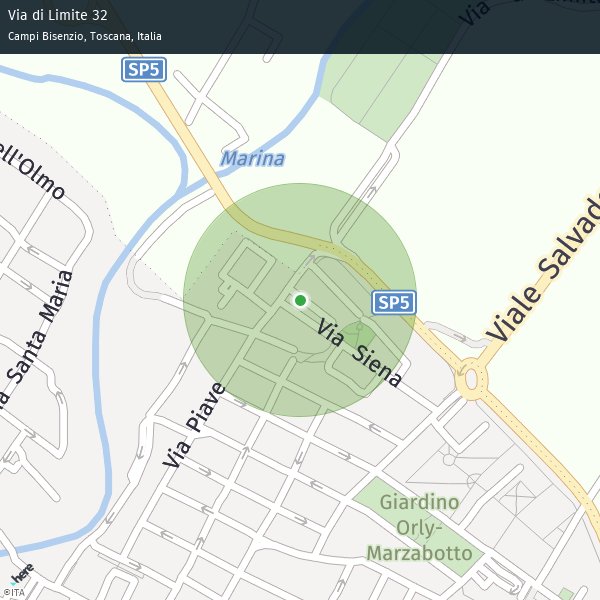 Via di Limite 32
Campi Bisenzio, Toscana, Italia
SP5
Via
Marina
ell'Olmo
Santa Maria
Viale Salvado
SP5
Via Siena
Via Piave
Giardino
Orly-
Marzabotto
here
©ITA